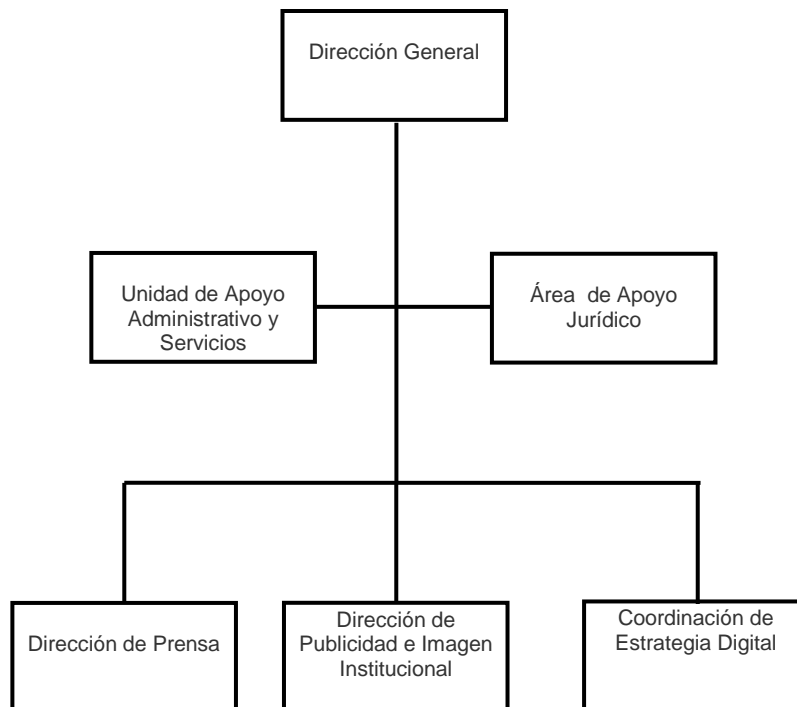 Dirección General
Unidad de Apoyo
Administrativo y
Servicios
Área de Apoyo
Jurídico
Dirección de Prensa
Dirección de
Publicidad e Imagen
Institucional
Coordinación de
Estrategia Digital